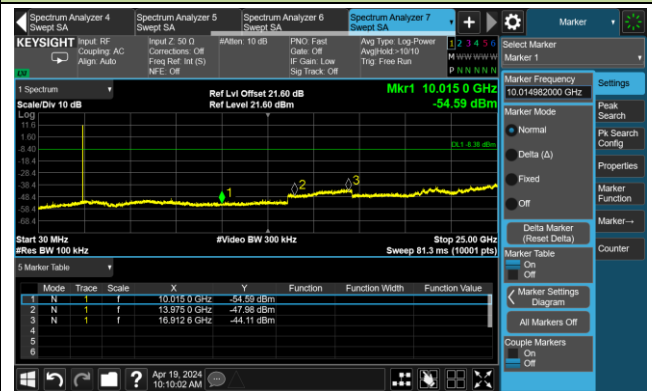 Spectrum Analyzer 4
Swept SA
Spectrum Analyzer 5
Swept SA
Spectrum Analyzer 6
Swept SA
Spectrum Analyzer 7
Swept SA
Marker
KEYSIGHT
Input: RF
Coupling: AC
Align: Auto
Input Z: 50 Ω
Corrections: Off
Freq Ref: Int (S)
NFE: Off
#Atten: 10 dB
PNO: Fast
Gate: Off
IF Gain: Low
Sig Track: Off
Avg Type: Log-Power
Avg|Hold:>10/10
Trig: Free Run
1 2 3 4 5 6
M W W W W W
P N N N N N
LXI
Select Marker
Marker 1
1 Spectrum
Scale/Div 10 dB
Log
Ref Lvl Offset 21.60 dB
Ref Level 21.60 dBm
Mkr1 10.015 0 GHz
-54.59 dBm
11.6
1.60
-8.40
-18.4
-28.4
-38.4
-48.4
-58.4
-68.4
DL1 -8.38 dBm
1
2
3
Start 30 MHz
#Res BW 100 kHz
#Video BW 300 kHz
Stop 25.00 GHz
Sweep 81.3 ms (10001 pts)
5 Marker Table
Mode Trace Scale X Y Function Function Width Function Value
1 N 1 f 10.015 0 GHz -54.59 dBm
2 N 1 f 13.975 0 GHz -47.98 dBm
3 N 1 f 16.912 6 GHz -44.11 dBm
4
5
6
Marker Frequency
10.014982000 GHz
Marker Mode
Normal
Delta (Δ)
Fixed
Off
Delta Marker
(Reset Delta)
Marker Table
On
Off
Marker Settings
Diagram
All Markers Off
Couple Markers
On
Off
Settings
Peak
Search
Pk Search
Config
Properties
Marker
Function
Marker→
Counter
Apr 19, 2024
10:10:02 AM